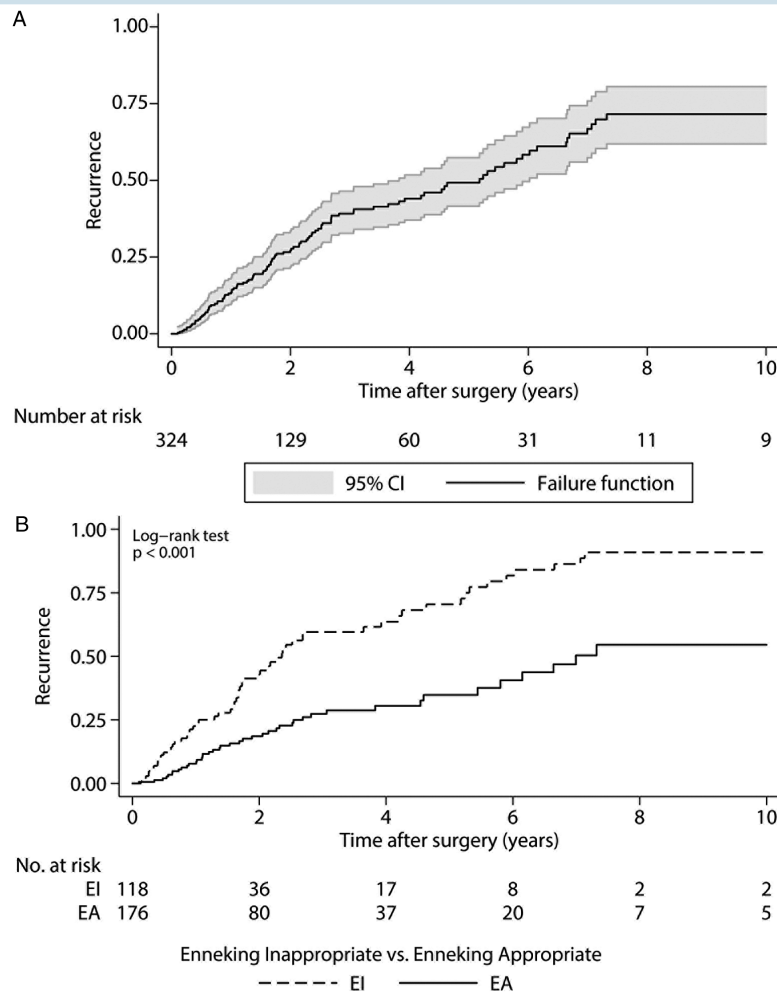 A
1.00
0.75
0.50
0.25
0.00
Recurrence
0 2 4 6 8 10
Time after surgery (years)
Number at risk
324 129 60 31 11 9
95% CI Failure function
B
Log-rank test
p < 0.001
1.00
0.75
0.50
0.25
0.00
Recurrence
0 2 4 6 8 10
Time after surgery (years)
No. at risk
EI 118 36 17 8 2 2
EA 176 80 37 20 7 5
Enneking Inappropriate vs. Enneking Appropriate
EI EA